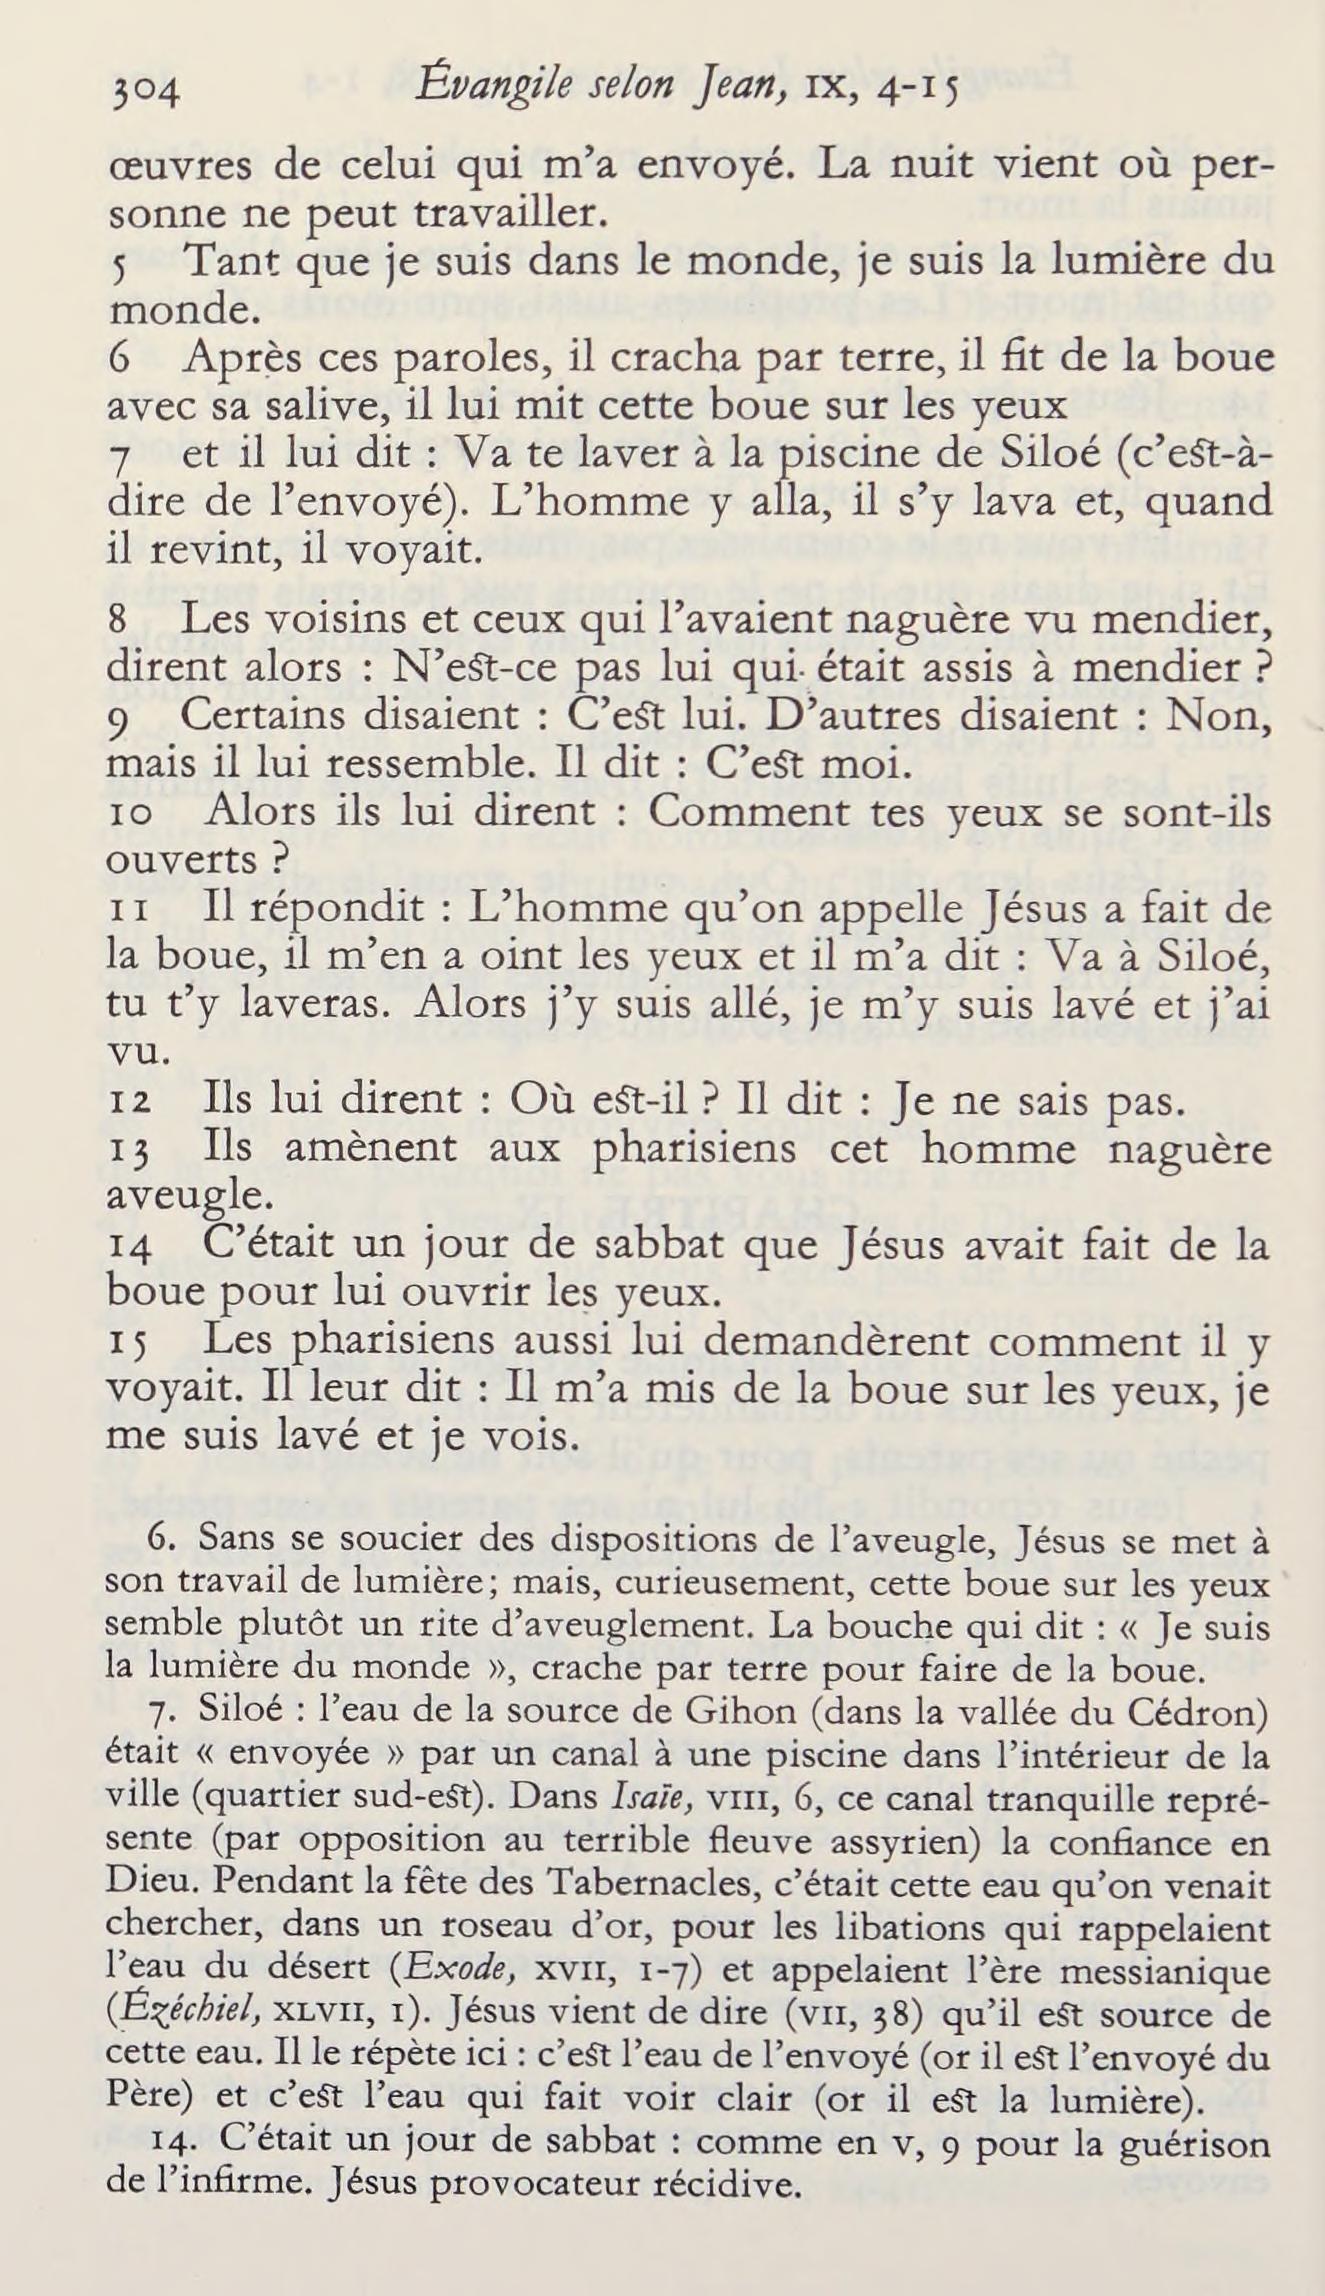 304 Évangile selon Jean, IX, 4-15
œuvres de celui qui m’a envoyé. La nuit vient où per-
sonne ne peut travailler.
5 Tant que je suis dans le monde, je suis la lumière du
monde.
6 Après ces paroles, il cracha par terre, il fit de la boue
avec sa salive, il lui mit cette boue sur les yeux
7 et il lui dit : Va te laver à la piscine de Siloé (c’est-à-
dire de l’envoyé). L’homme y alla, il s’y lava et, quand
il revint, il voyait.
8 Les voisins et ceux qui l’avaient naguère vu mendier,
dirent alors : N’est-ce pas lui qui était assis à mendier ?
9 Certains disaient : C’est lui. D’autres disaient : Non,
mais il lui ressemble. Il dit : C’est moi.
10 Alors ils lui dirent : Comment tes yeux se sont-ils
ouverts ?
11 Il répondit : L’homme qu’on appelle Jésus a fait de
la boue, il m’en a oint les yeux et il m’a dit : Va à Siloé,
tu t’y laveras. Alors j’y suis allé, je m’y suis lavé et j’ai
vu.
12 Ils lui dirent : Où est-il ? Il dit : Je ne sais pas.
13 Ils amènent aux pharisiens cet homme naguère
aveugle.
14 C’était un jour de sabbat que Jésus avait fait de la
boue pour lui ouvrir les yeux.
15 Les pharisiens aussi lui demandèrent comment il y
voyait. Il leur dit : Il m’a mis de la boue sur les yeux, je
me suis lavé et je vois.
6. Sans se soucier des dispositions de l’aveugle, Jésus se met à
son travail de lumière; mais, curieusement, cette boue sur les yeux
semble plutôt un rite d’aveuglement. La bouche qui dit : « Je suis
la lumière du monde », crache par terre pour faire de la boue.
7. Siloé : l’eau de la source de Gihon (dans la vallée du Cédron)
était « envoyée » par un canal à une piscine dans l’intérieur de la
ville (quartier sud-est). Dans Isaïe, VIII, 6, ce canal tranquille repré-
sente (par opposition au terrible fleuve assyrien) la confiance en
Dieu. Pendant la fête des Tabernacles, c’était cette eau qu’on venait
chercher, dans un roseau d’or, pour les libations qui rappelaient
l’eau du désert (Exode, XVII, 1-7) et appelaient l’ère messianique
(Ézéchiel, XLVII, 1). Jésus vient de dire (VII, 38) qu’il est source de
cette eau. Il le répète ici : c’est l’eau de l’envoyé (or il est l’envoyé du
Père) et c’est l’eau qui fait voir clair (or il est la lumière).
14. C’était un jour de sabbat : comme en V, 9 pour la guérison
de l’infirme. Jésus provocateur récidive.